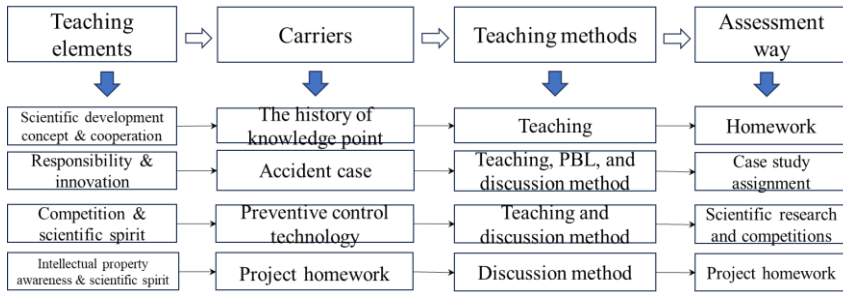 Teaching
elements
Carriers
Teaching methods
Assessment
way
Scientific development
concept & cooperation
The history of
knowledge point
Teaching
Homework
Responsibility &
innovation
Accident case
Teaching, PBL, and
discussion method
Case study
assignment
Competition &
scientific spirit
Preventive control
technology
Teaching and
discussion method
Scientific research
and competitions
Intellectual property
awareness & scientific spirit
Project homework
Discussion method
Project homework